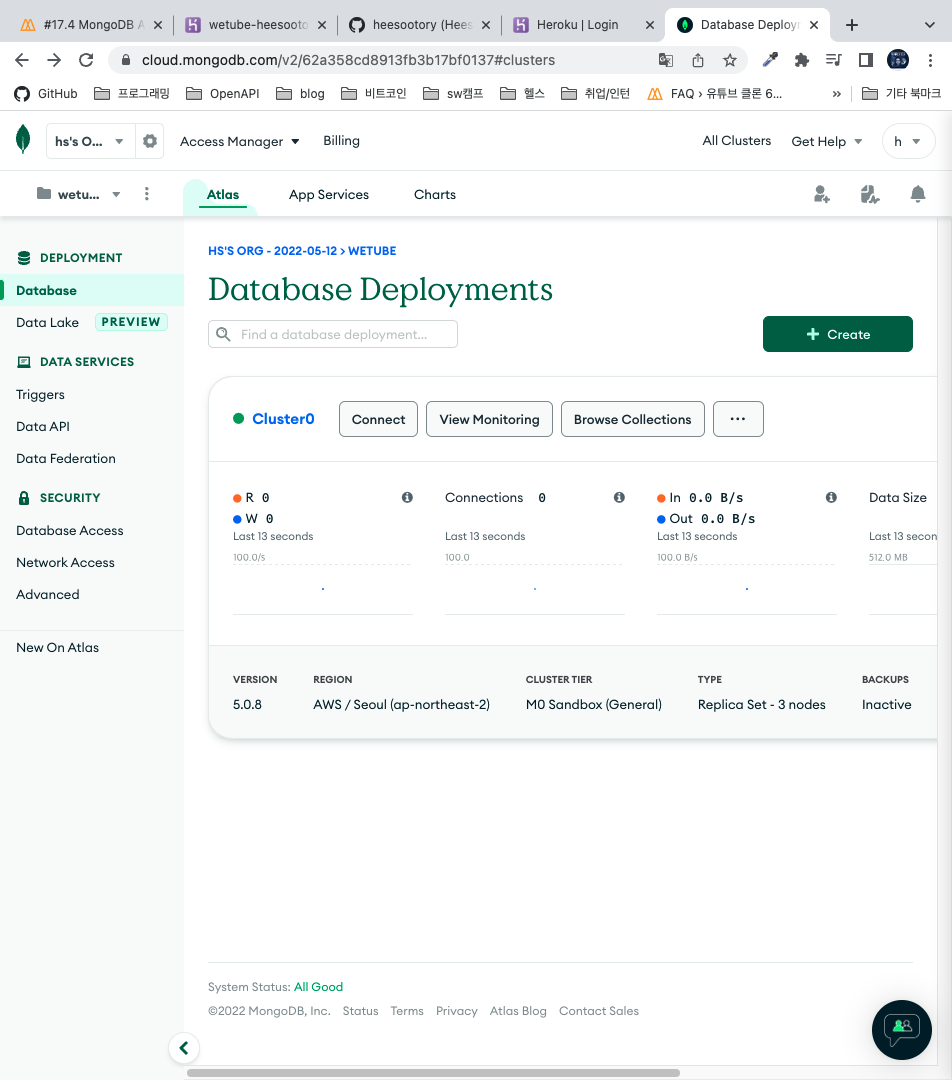 #17.4 MongoDB A
wetube-heesooto
heesootory (Hees
Heroku | Login
Database Deployn
cloud.mongodb.com/v2/62a358cd8913fb3b17bf0137#clusters
GitHub
프로그래밍
OpenAPI
blog
비트코인
sw캠프
헬스
취업/인턴
FAQ › 유튜브 클론 6...
»
기타 북마크
hs's O...
Access Manager
Billing
All Clusters
Get Help
h
wetu...
Atlas
App Services
Charts
DEPLOYMENT
Database
Data Lake PREVIEW
DATA SERVICES
Triggers
Data API
Data Federation
SECURITY
Database Access
Network Access
Advanced
New On Atlas
HS'S ORG - 2022-05-12 > WETUBE
Database Deployments
Find a database deployment...
Create
Cluster0
Connect
View Monitoring
Browse Collections
...
R 0
W 0
Last 13 seconds
100.0/s
Connections 0
Last 13 seconds
100.0
In 0.0 B/s
Out 0.0 B/s
Last 13 seconds
100.0 B/s
Data Size
Last 13 secon
512.0 MB
VERSION
5.0.8
REGION
AWS / Seoul (ap-northeast-2)
CLUSTER TIER
M0 Sandbox (General)
TYPE
Replica Set - 3 nodes
BACKUPS
Inactive
System Status: All Good
©2022 MongoDB, Inc. Status Terms Privacy Atlas Blog Contact Sales